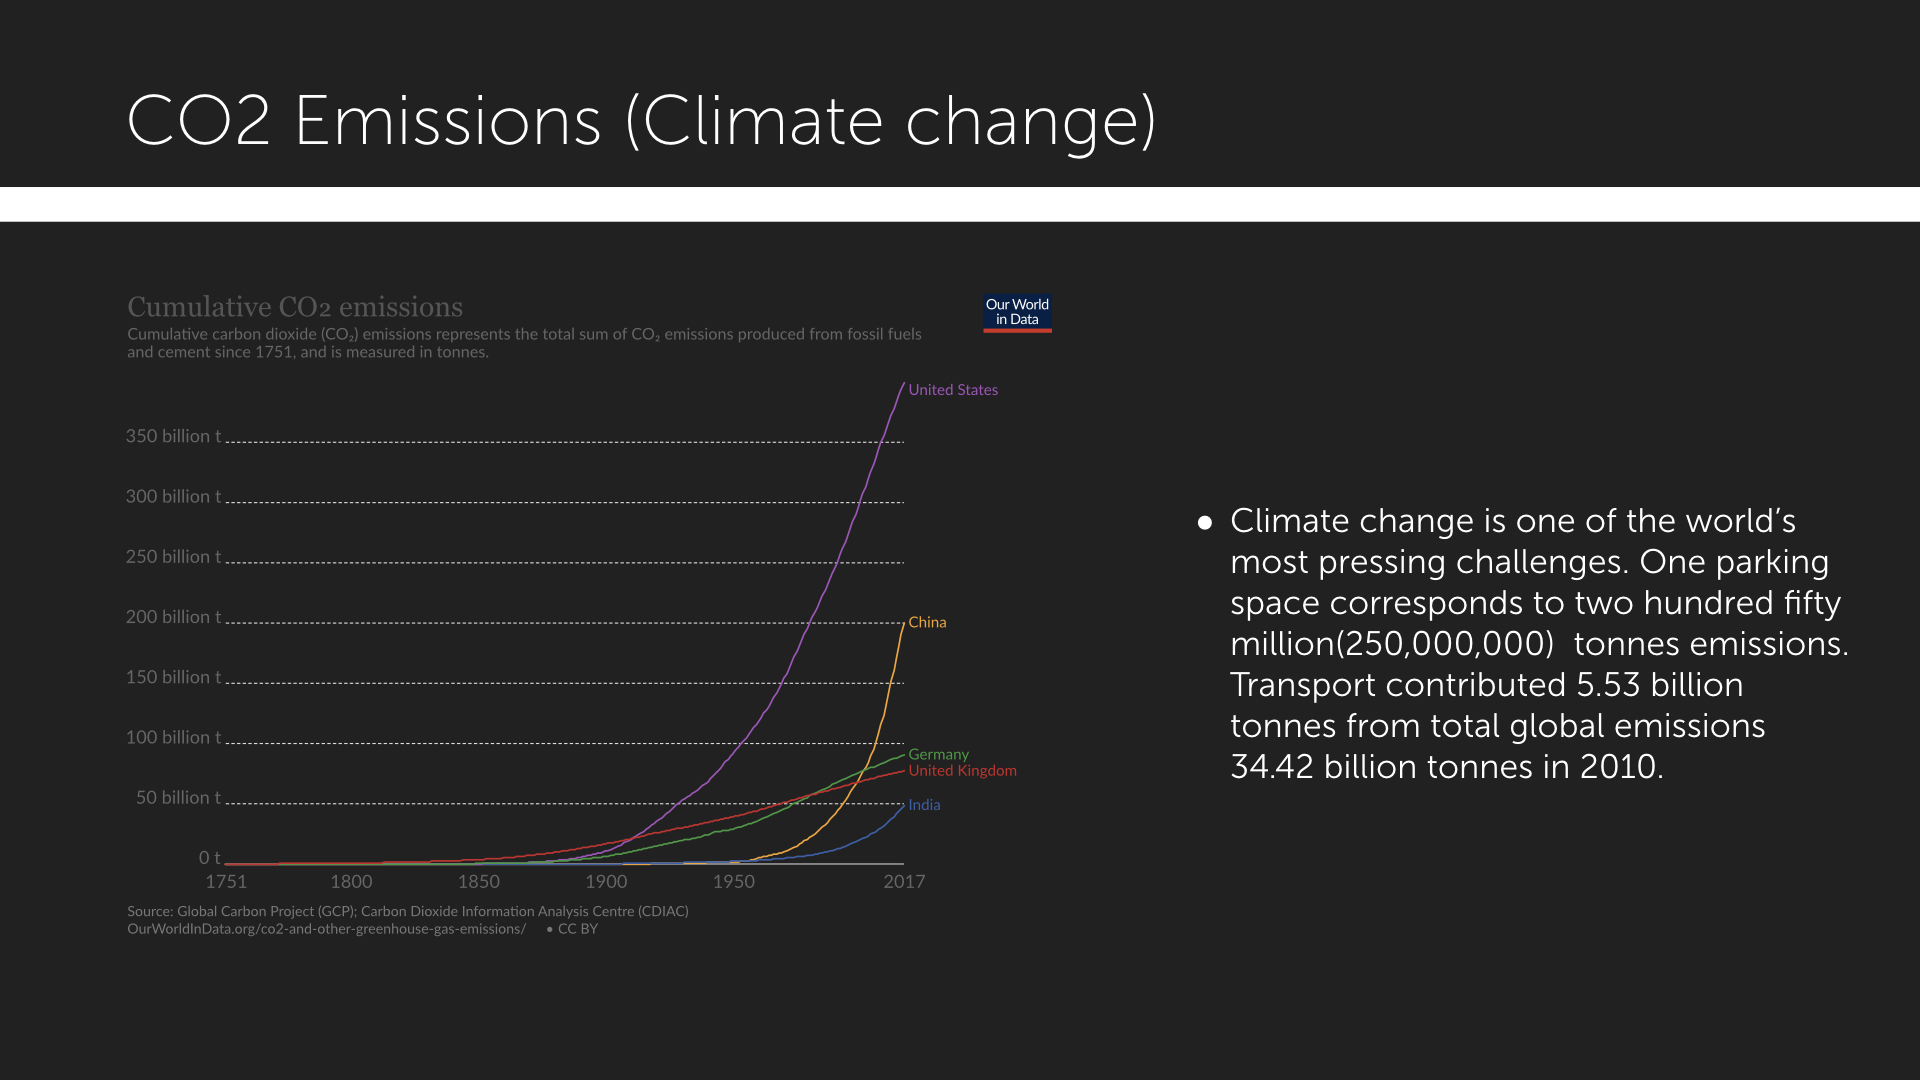 CO2 Emissions (Climate change)
Cumulative CO2 emissions
Our World
in Data
Cumulative carbon dioxide (CO₂) emissions represents the total sum of CO₂ emissions produced from fossil fuels
and cement since 1751, and is measured in tonnes.
United States
350 billion t
300 billion t
250 billion t
200 billion t
China
150 billion t
100 billion t
Germany
United Kingdom
50 billion t
India
0 t
1751 1800 1850 1900 1950 2017
Source: Global Carbon Project (GCP); Carbon Dioxide Information Analysis Centre (CDIAC)
OurWorldInData.org/co2-and-other-greenhouse-gas-emissions/ • CC BY
● Climate change is one of the world’s
most pressing challenges. One parking
space corresponds to two hundred fifty
million(250,000,000)  tonnes emissions.
Transport contributed 5.53 billion
tonnes from total global emissions
34.42 billion tonnes in 2010.